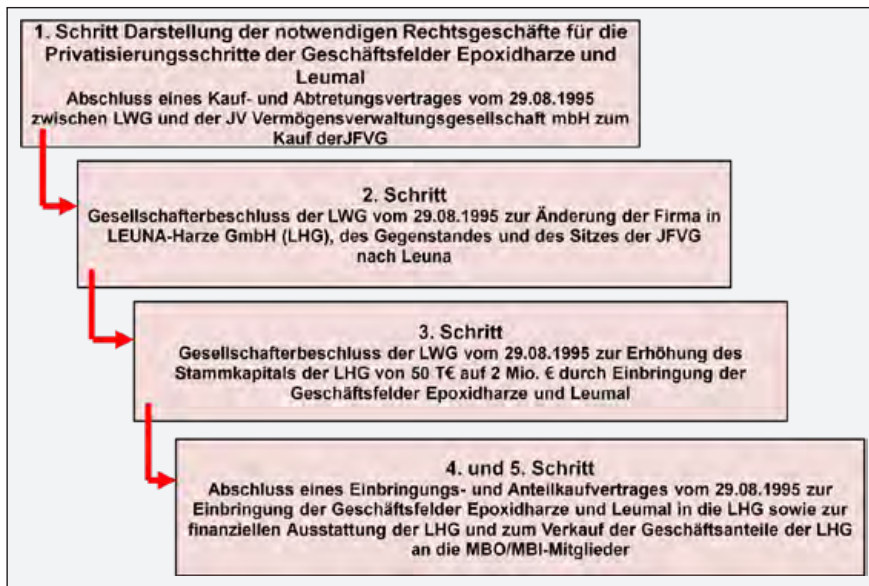 1. Schritt Darstellung der notwendigen Rechtsgeschäfte für die
Privatisierungsschritte der Geschäftsfelder Epoxidharze und
Leumal
Abschluss eines Kauf- und Abtretungsvertrages vom 29.08.1995
zwischen LWG und der JV Vermögensverwaltungsgesellschaft mbH zum
Kauf derJFVG
2. Schritt
Gesellschafterbeschluss der LWG vom 29.08.1995 zur Änderung der Firma in
LEUNA-Harze GmbH (LHG), des Gegenstandes und des Sitzes der JFVG
nach Leuna
3. Schritt
Gesellschafterbeschluss der LWG vom 29.08.1995 zur Erhöhung des
Stammkapitals der LHG von 50 T€ auf 2 Mio. € durch Einbringung der
Geschäftsfelder Epoxidharze und Leumal
4. und 5. Schritt
Abschluss eines Einbringungs- und Anteilkaufvertrages vom 29.08.1995 zur
Einbringung der Geschäftsfelder Epoxidharze und Leumal in die LHG sowie zur
finanziellen Ausstattung der LHG und zum Verkauf der Geschäftsanteile der LHG
an die MBO/MBI-Mitglieder